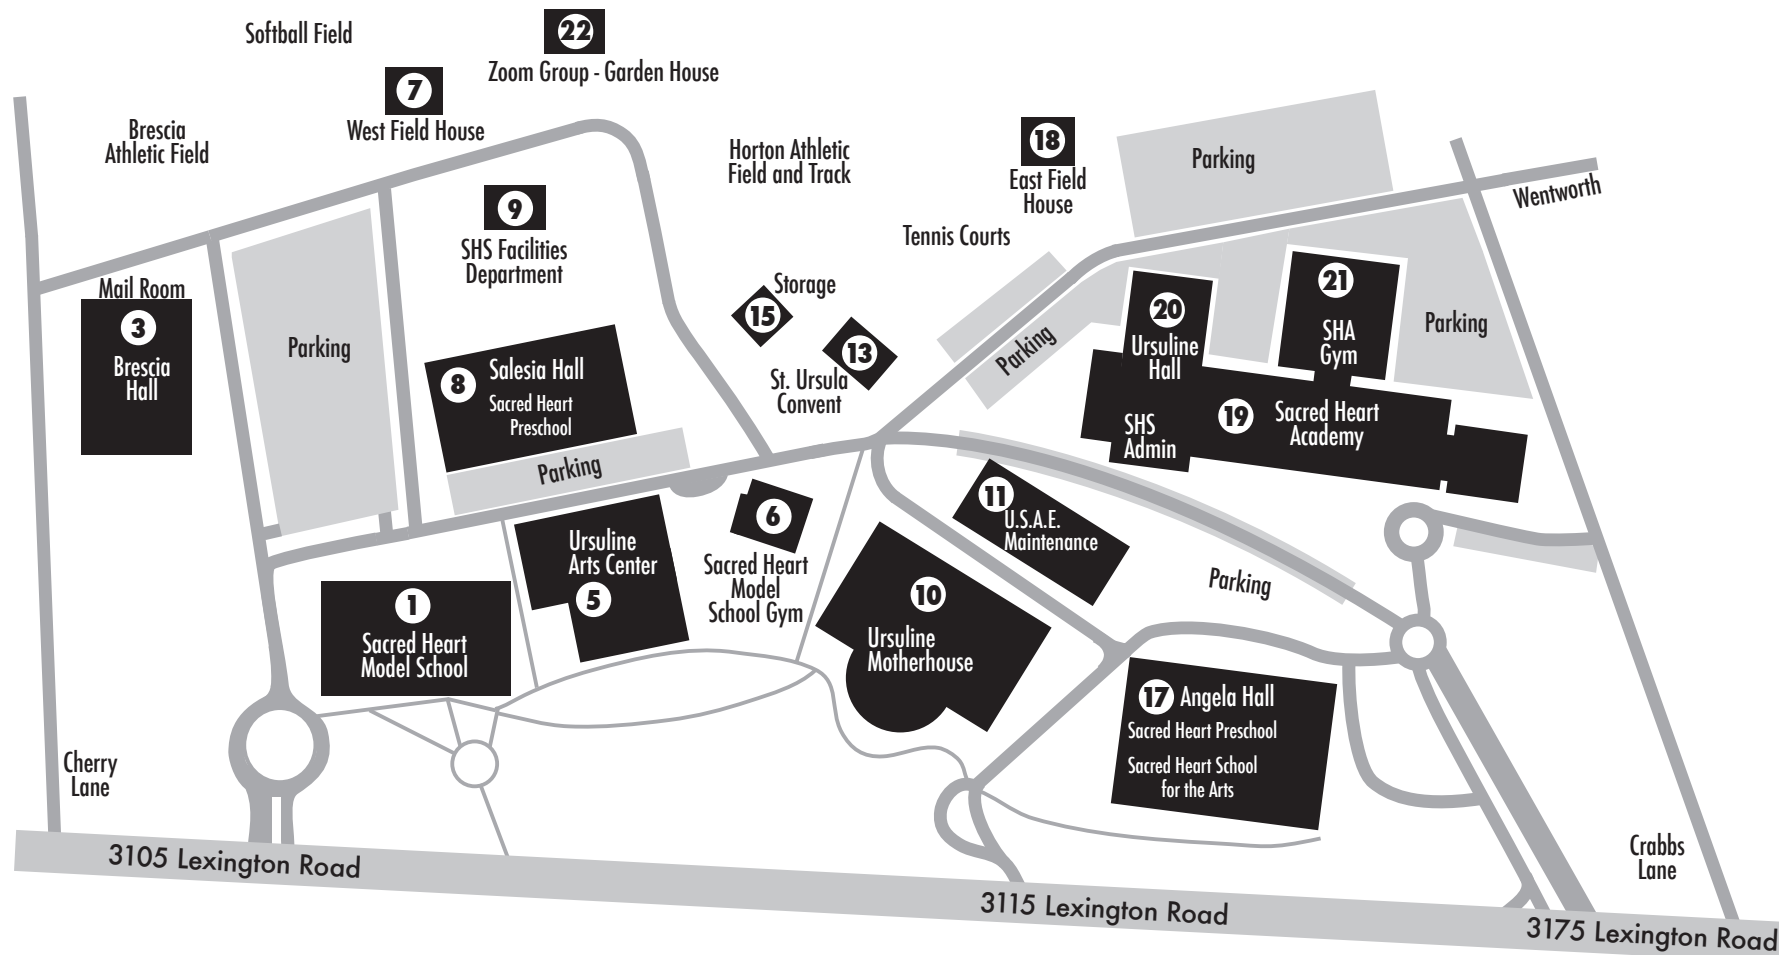 Softball Field
22
Zoom Group - Garden House
7
West Field House
Brescia
Athletic Field
Horton Athletic
Field and Track
18
East Field
House
Parking
Wentworth
9
SHS Facilities
Department
Tennis Courts
Mail Room
3
Brescia
Hall
Parking
Storage
15
13
St. Ursula
Convent
Parking
20
Ursuline
Hall
21
SHA
Gym
Parking
8
Salesia Hall
Sacred Heart
Preschool
Parking
SHS
Admin
19
Sacred Heart
Academy
11
U.S.A.E.
Maintenance
6
Sacred Heart
Model
School Gym
Ursuline
Arts Center
5
1
Sacred Heart
Model School
10
Ursuline
Motherhouse
Parking
17
Angela Hall
Sacred Heart Preschool
Sacred Heart School
for the Arts
Cherry
Lane
Crabbs
Lane
3105 Lexington Road
3115 Lexington Road
3175 Lexington Road